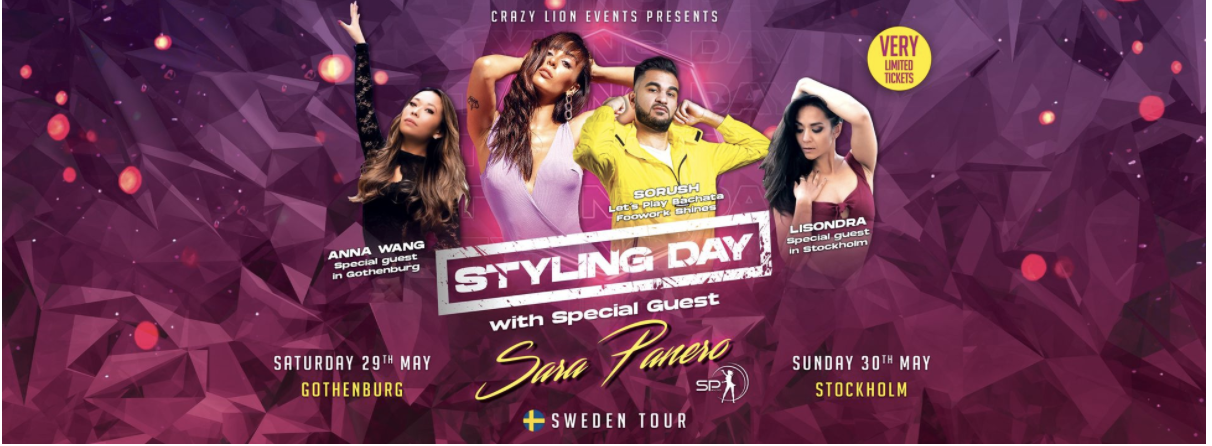 CRAZY LION EVENTS PRESENTS
VERY
LIMITED
TICKETS
SORUSH
Let's Play Bachata
Foowork Shines
ANNA WANG
Special guest
in Gothenburg
LISONDRA
Special guest
in Stockholm
STYLING DAY
with Special Guest
Sara Panero
SP
SATURDAY 29TH MAY
GOTHENBURG
SUNDAY 30TH MAY
STOCKHOLM
SWEDEN TOUR